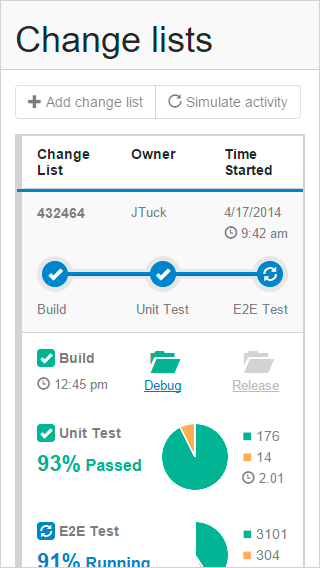 Change lists
Add change list
Simulate activity
Change List
Owner
Time Started
432464
JTuck
4/17/2014
9:42 am
Build
Unit Test
E2E Test
Build
12:45 pm
Debug
Release
Unit Test
93% Passed
176
14
2.01
E2E Test
91% Running
3101
304